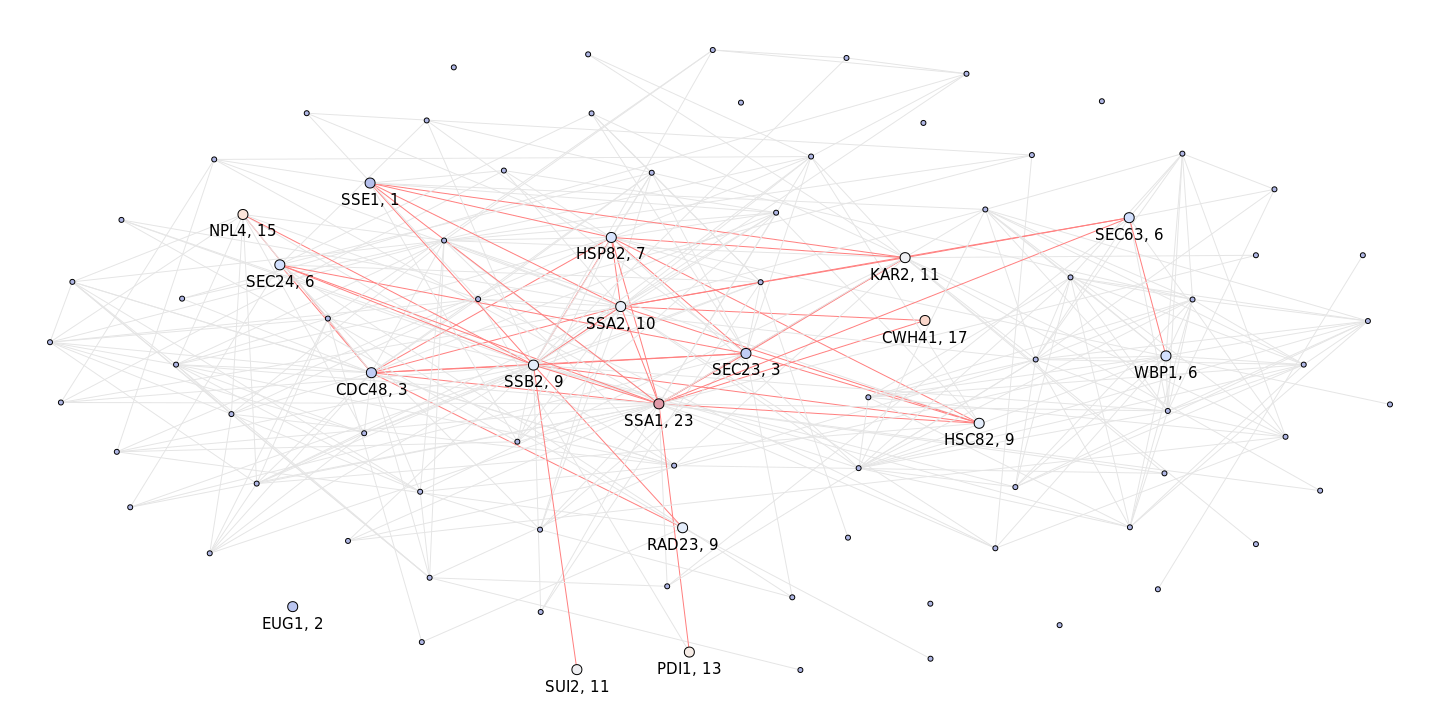 SSE1, 1
NPL4, 15
SEC63, 6
HSP82, 7
KAR2, 11
SEC24, 6
SSA2, 10
CWH41, 17
SEC23, 3
WBP1, 6
SSB2, 9
CDC48, 3
SSA1, 23
HSC82, 9
RAD23, 9
EUG1, 2
PDI1, 13
SUI2, 11